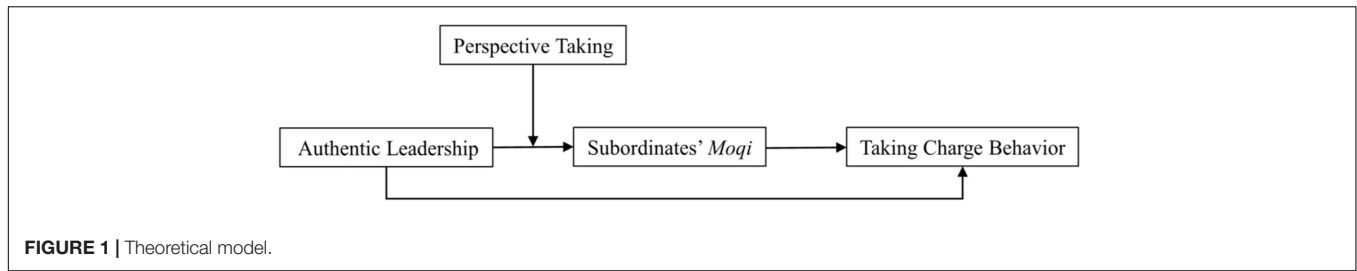 Perspective Taking
Authentic Leadership
Subordinates’ Moqi
Taking Charge Behavior
FIGURE 1 | Theoretical model.